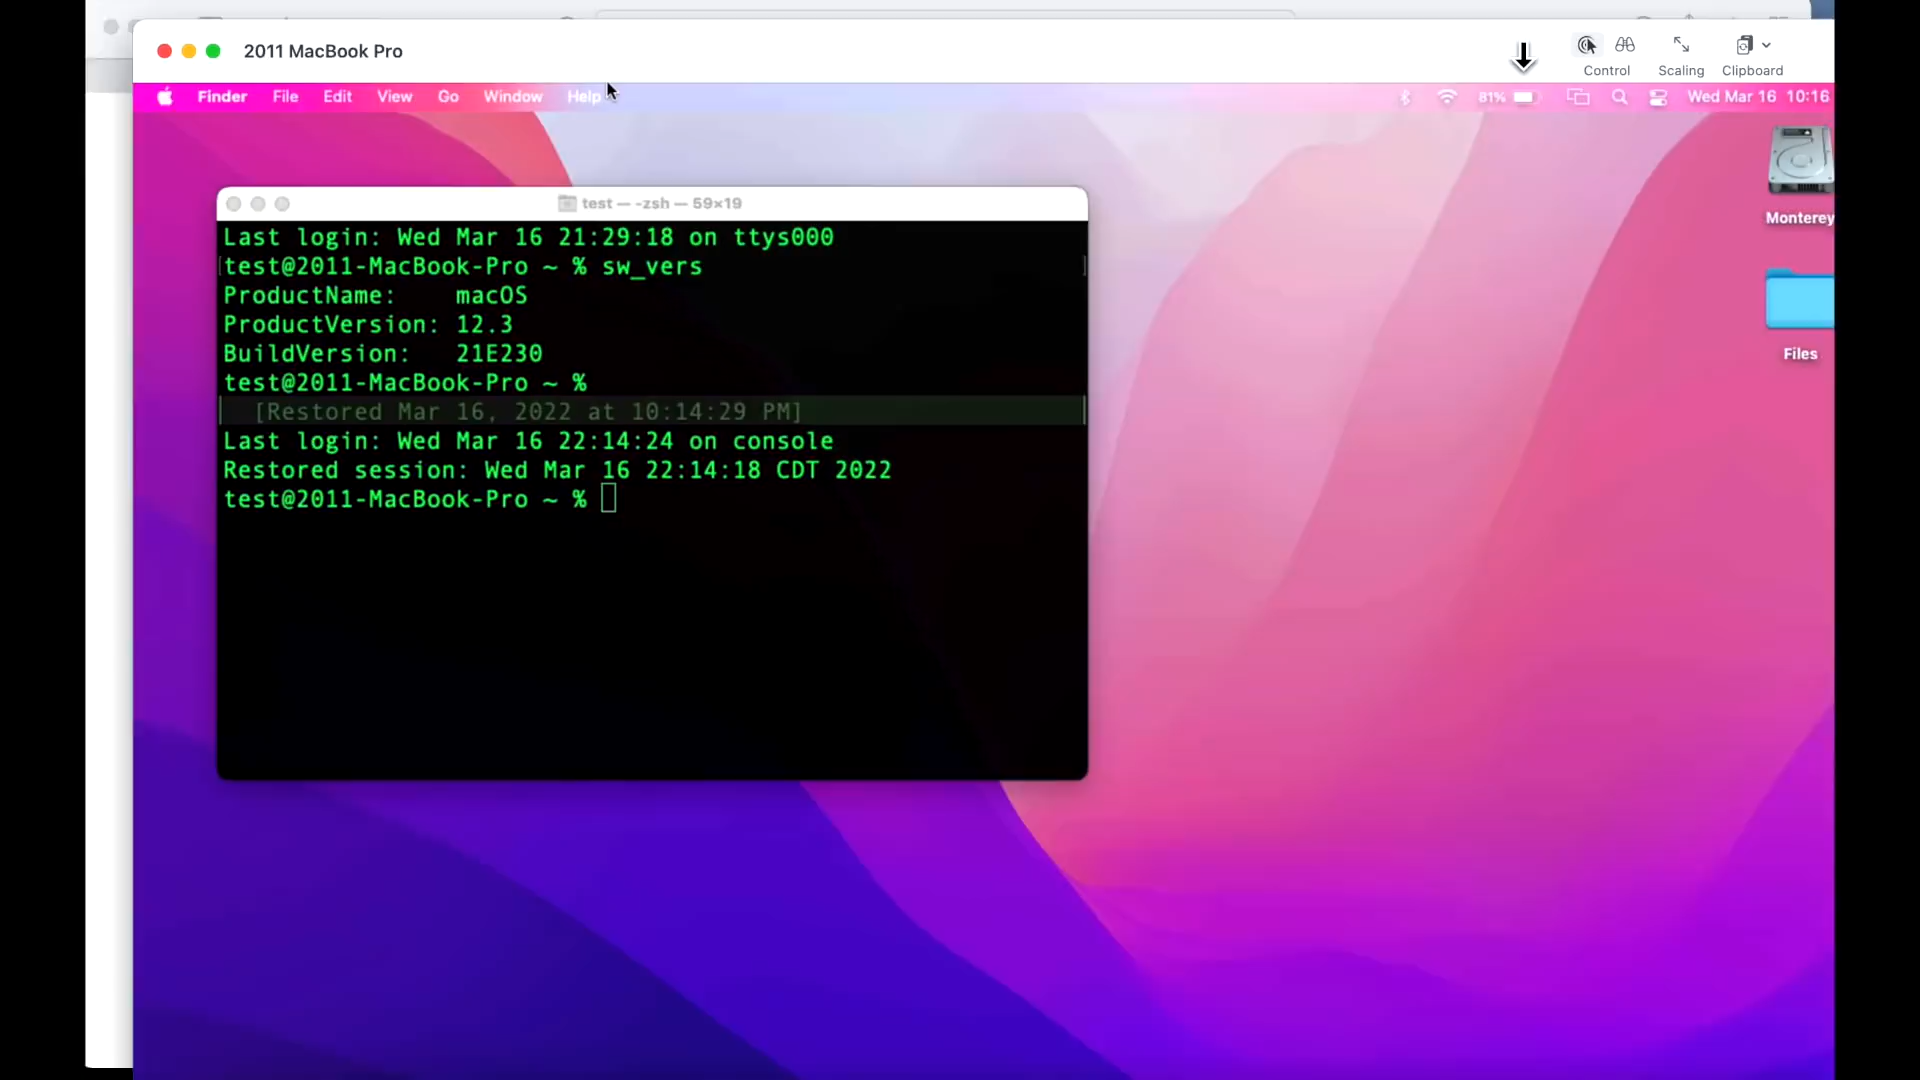 2011 MacBook Pro
Control
Scaling
Clipboard
Finder File Edit View Go Window Help
81%
Wed Mar 16 10:16
Monterey
Files
test — -zsh — 59×19
Last login: Wed Mar 16 21:29:18 on ttys000
[test@2011-MacBook-Pro ~ % sw_vers ]
ProductName: macOS
ProductVersion: 12.3
BuildVersion: 21E230
test@2011-MacBook-Pro ~ %
[Restored Mar 16, 2022 at 10:14:29 PM]
Last login: Wed Mar 16 22:14:24 on console
Restored session: Wed Mar 16 22:14:18 CDT 2022
test@2011-MacBook-Pro ~ %